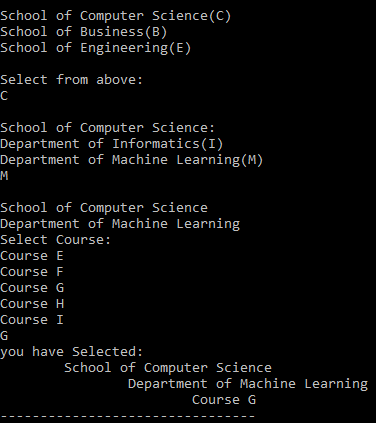 School of Computer Science(C)
School of Business(B)
School of Engineering(E)
Select from above:
C
School of Computer Science:
Department of Informatics(I)
Department of Machine Learning(M)
M
School of Computer Science
Department of Machine Learning
Select Course:
Course E
Course F
Course G
Course H
Course I
G
you have Selected:
School of Computer Science
Department of Machine Learning
Course G
--------------------------------